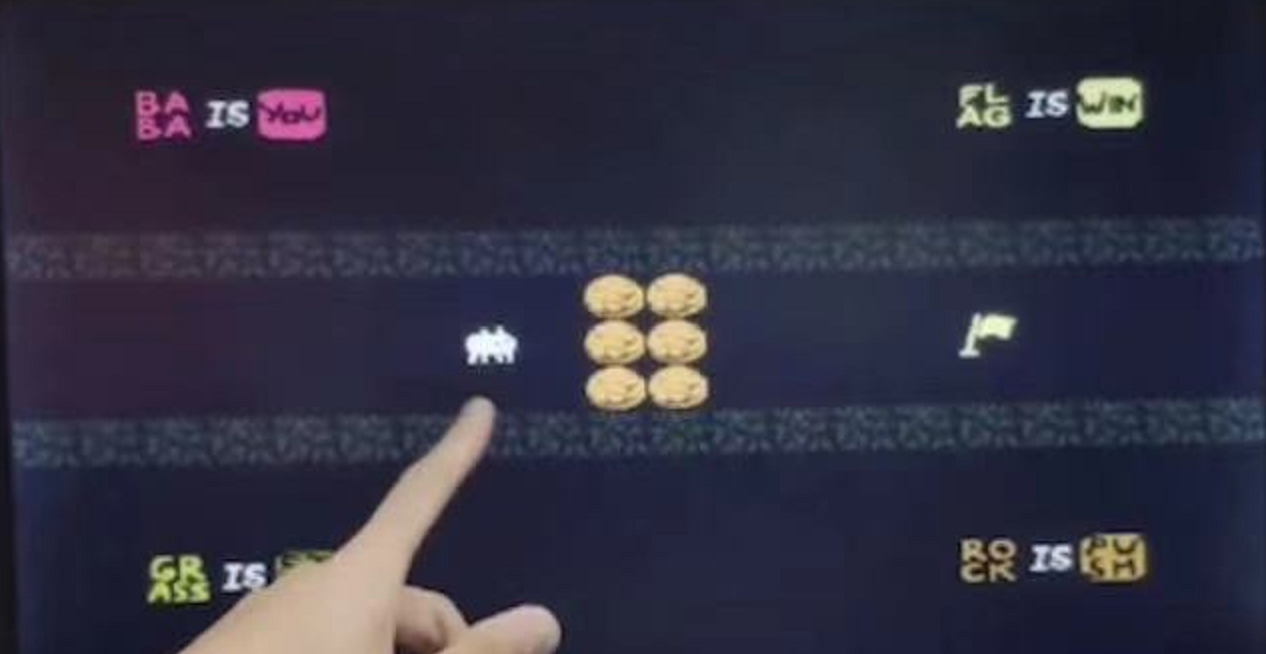 BABA IS YOU
FLAG IS WIN
GRASS IS
ROCK IS PUSH